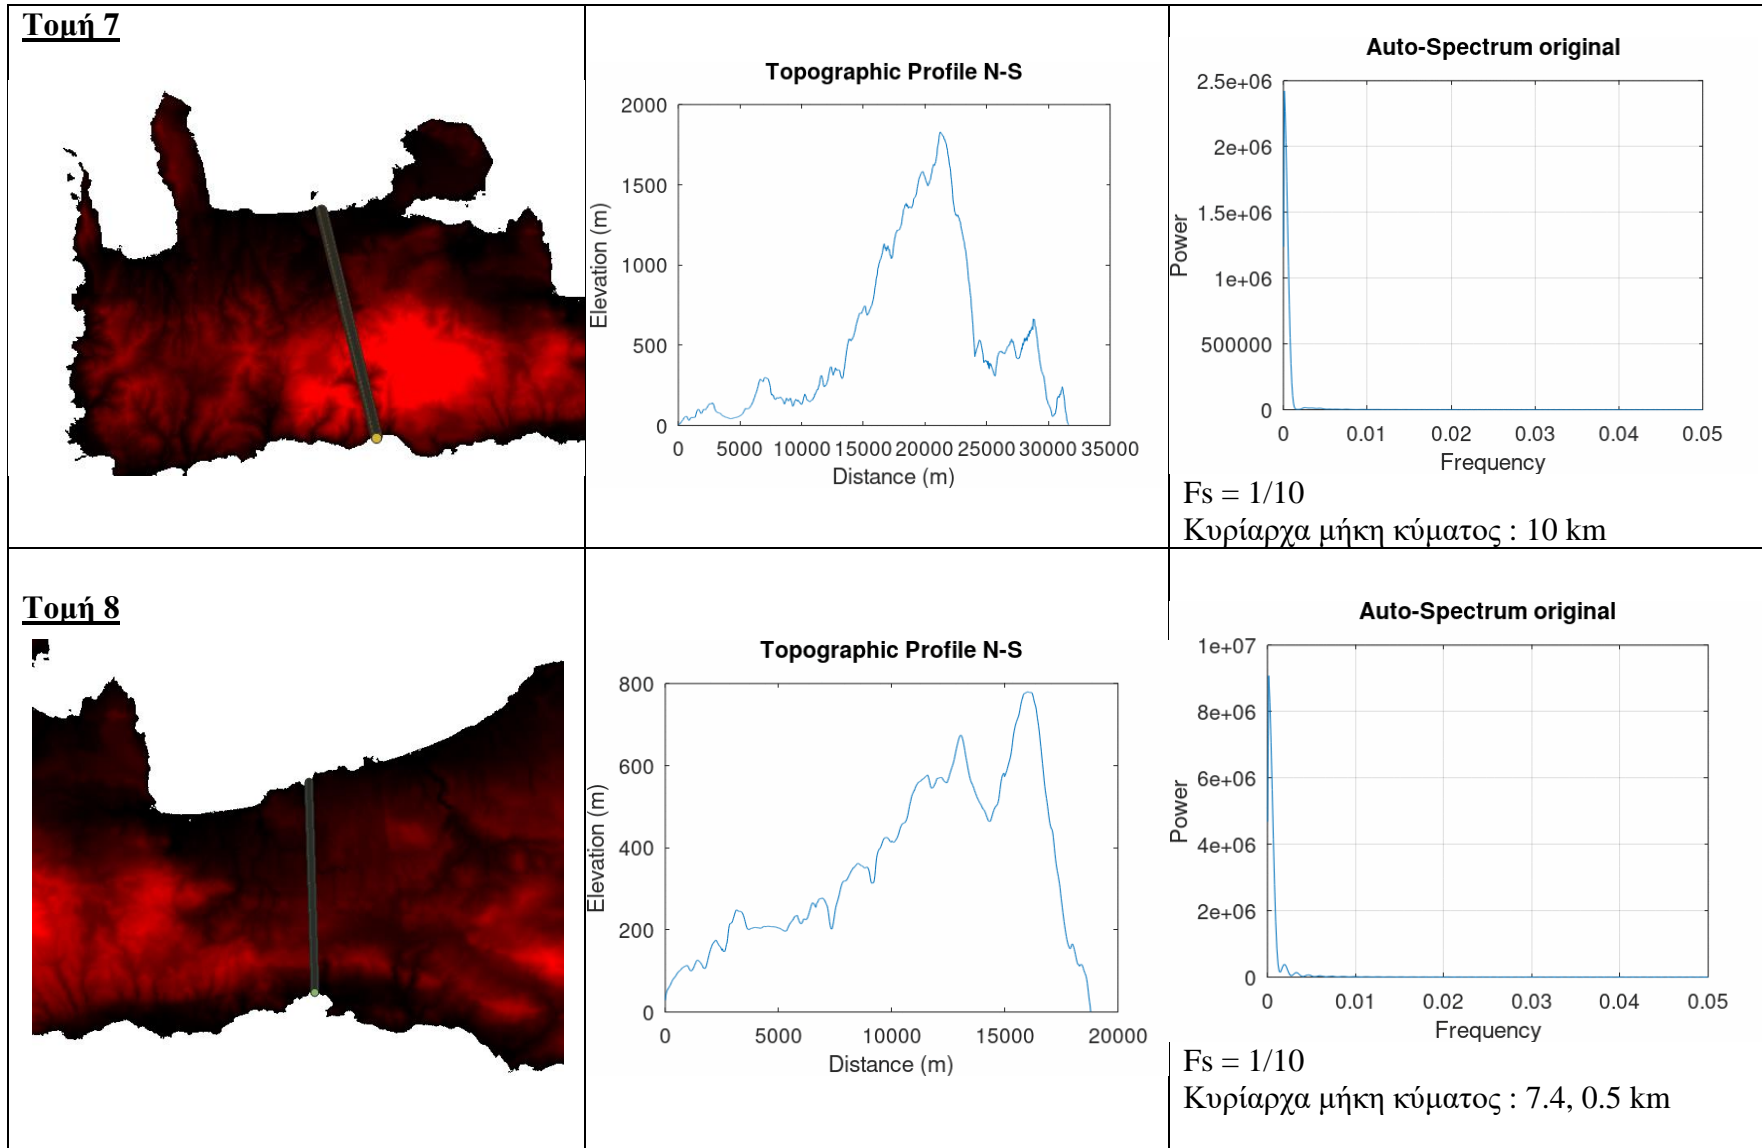 Τομή 7
Topographic Profile N-S
2000
1500
1000
500
0
Elevation (m)
0 5000 10000 15000 20000 25000 30000 35000
Distance (m)
Auto-Spectrum original
2.5e+06
2e+06
1.5e+06
1e+06
500000
0
Power
0 0.01 0.02 0.03 0.04 0.05
Frequency
Fs = 1/10
Κυρίαρχα μήκη κύματος : 10 km
Τομή 8
Topographic Profile N-S
800
600
400
200
0
Elevation (m)
0 5000 10000 15000 20000
Distance (m)
Auto-Spectrum original
1e+07
8e+06
6e+06
4e+06
2e+06
0
Power
0 0.01 0.02 0.03 0.04 0.05
Frequency
Fs = 1/10
Κυρίαρχα μήκη κύματος : 7.4, 0.5 km